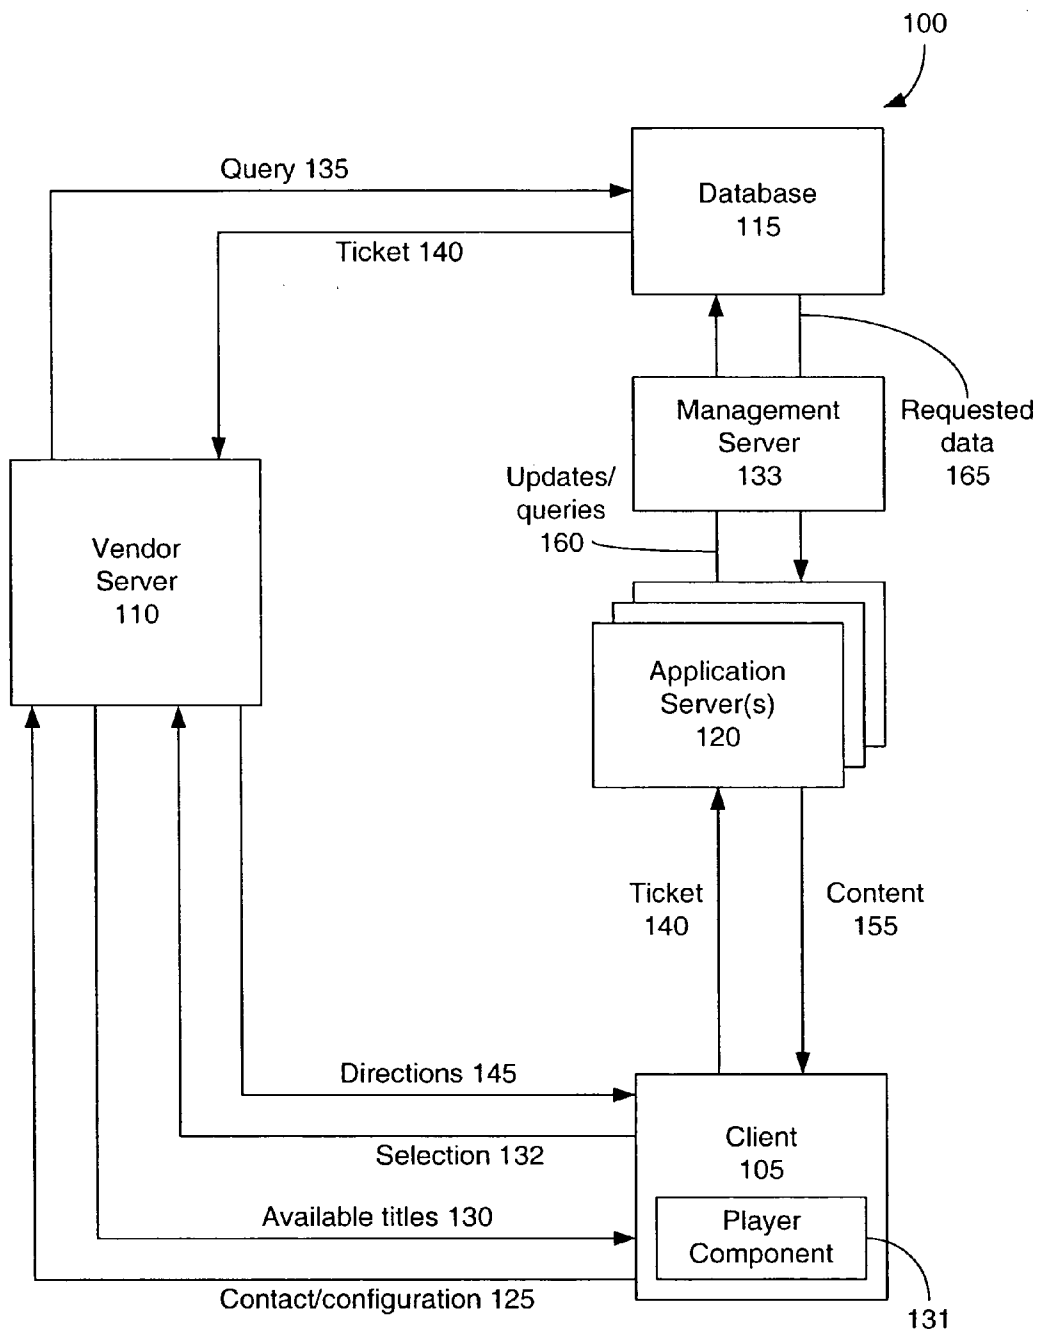 100
Query 135
Database
115
Ticket 140
Management
Server
133
Requested
data
165
Updates/
queries
160
Vendor
Server
110
Application
Server(s)
120
Ticket
140
Content
155
Directions 145
Selection 132
Client
105
Available titles 130
Player
Component
Contact/configuration 125
131